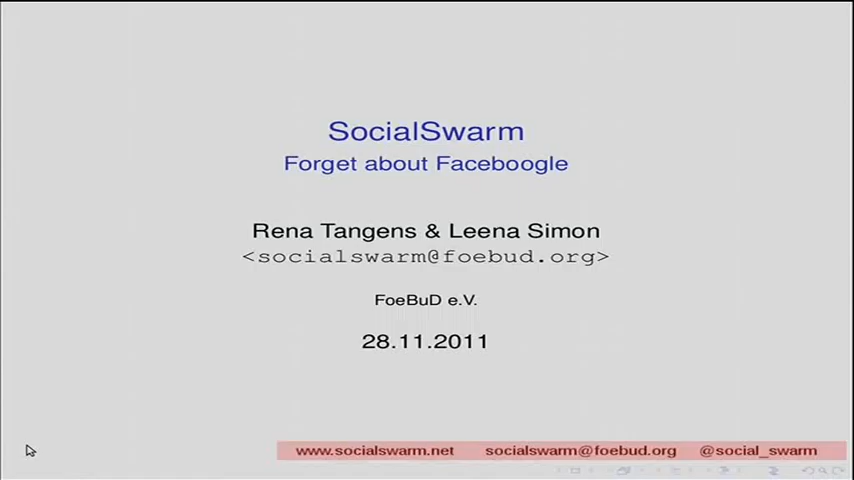 SocialSwarm
Forget about Faceboogle
Rena Tangens & Leena Simon
<socialswarm@foebud.org>
FoeBuD e.V.
28.11.2011
www.socialswarm.net socialswarm@foebud.org @social_swarm